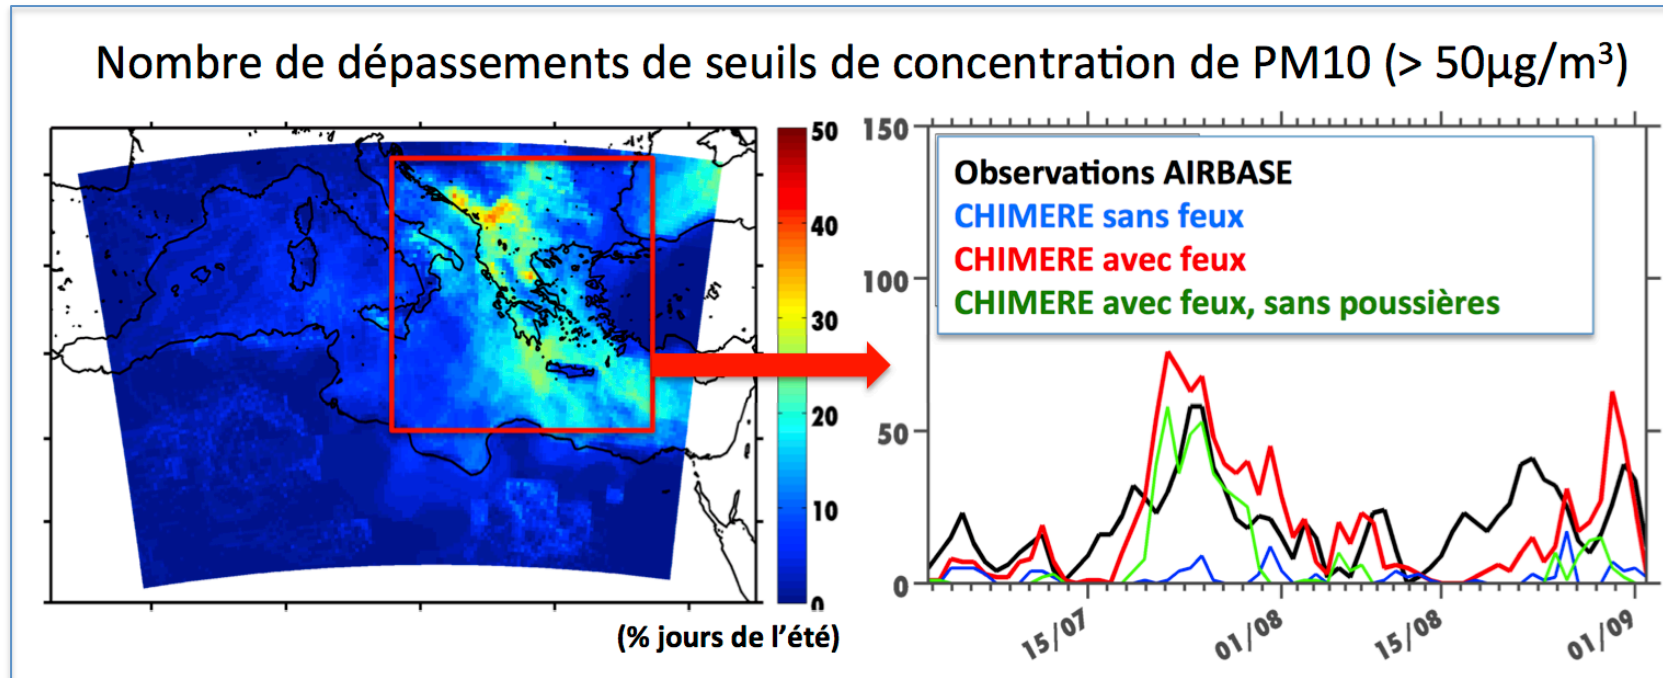 Nombre de dépassements de seuils de concentration de PM10 (> 50μg/m³)
50
40
30
20
10
0
(% jours de l'été)
150
100
50
0
Observations AIRBASE
CHIMERE sans feux
CHIMERE avec feux
CHIMERE avec feux, sans poussières
15/07
01/08
15/08
01/09